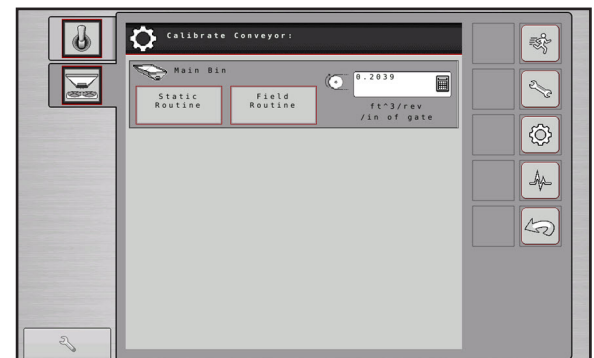 Calibrate Conveyor:
Main Bin
Static
Routine
Field
Routine
0.2039
ft^3/rev
/in of gate